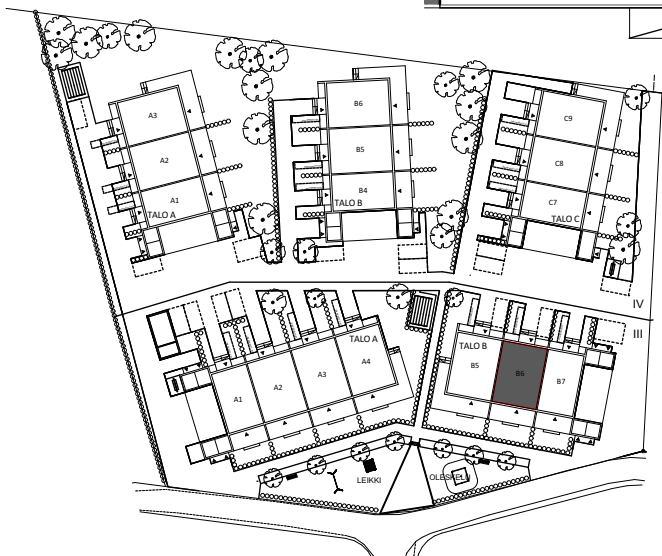 A3
A2
A1
TALO A
B6
B5
B4
TALO B
C9
C8
C7
TALO C
IV
III
TALO A
A1
A2
A3
A4
TALO B
B5
B6
B7
LEIKKI
OLESKELU